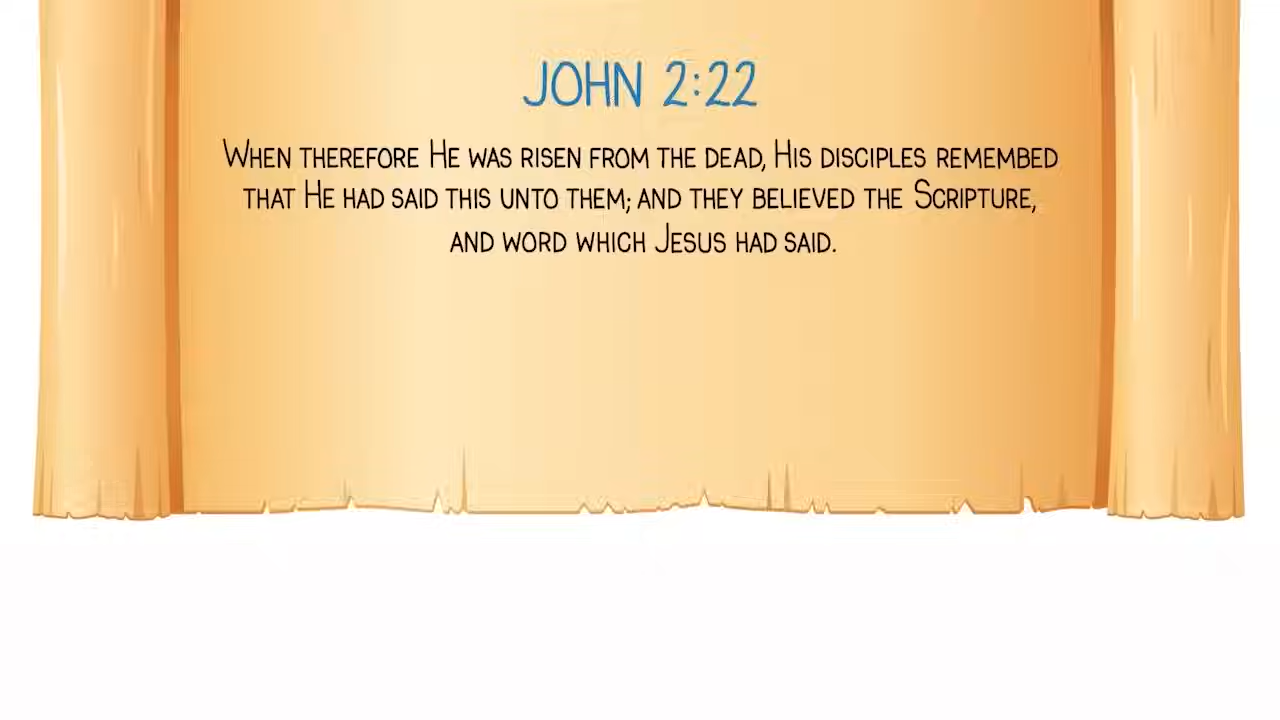 JOHN 2:22
WHEN THEREFORE HE WAS RISEN FROM THE DEAD, HIS DISCIPLES REMEMBED
THAT HE HAD SAID THIS UNTO THEM; AND THEY BELIEVED THE SCRIPTURE,
AND WORD WHICH JESUS HAD SAID.